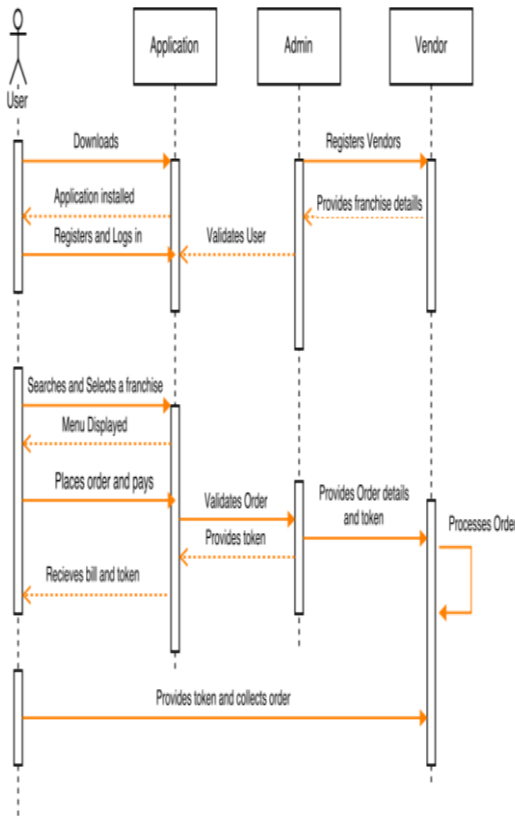 Application
Admin
Vendor
User
Downloads
Registers Vendors
Application installed
Provides franchise details
Registers and Logs in
Validates User
Searches and Selects a franchise
Menu Displayed
Places order and pays
Validates Order
Provides Order details
and token
Processes Order
Provides token
Recieves bill and token
Provides token and collects order